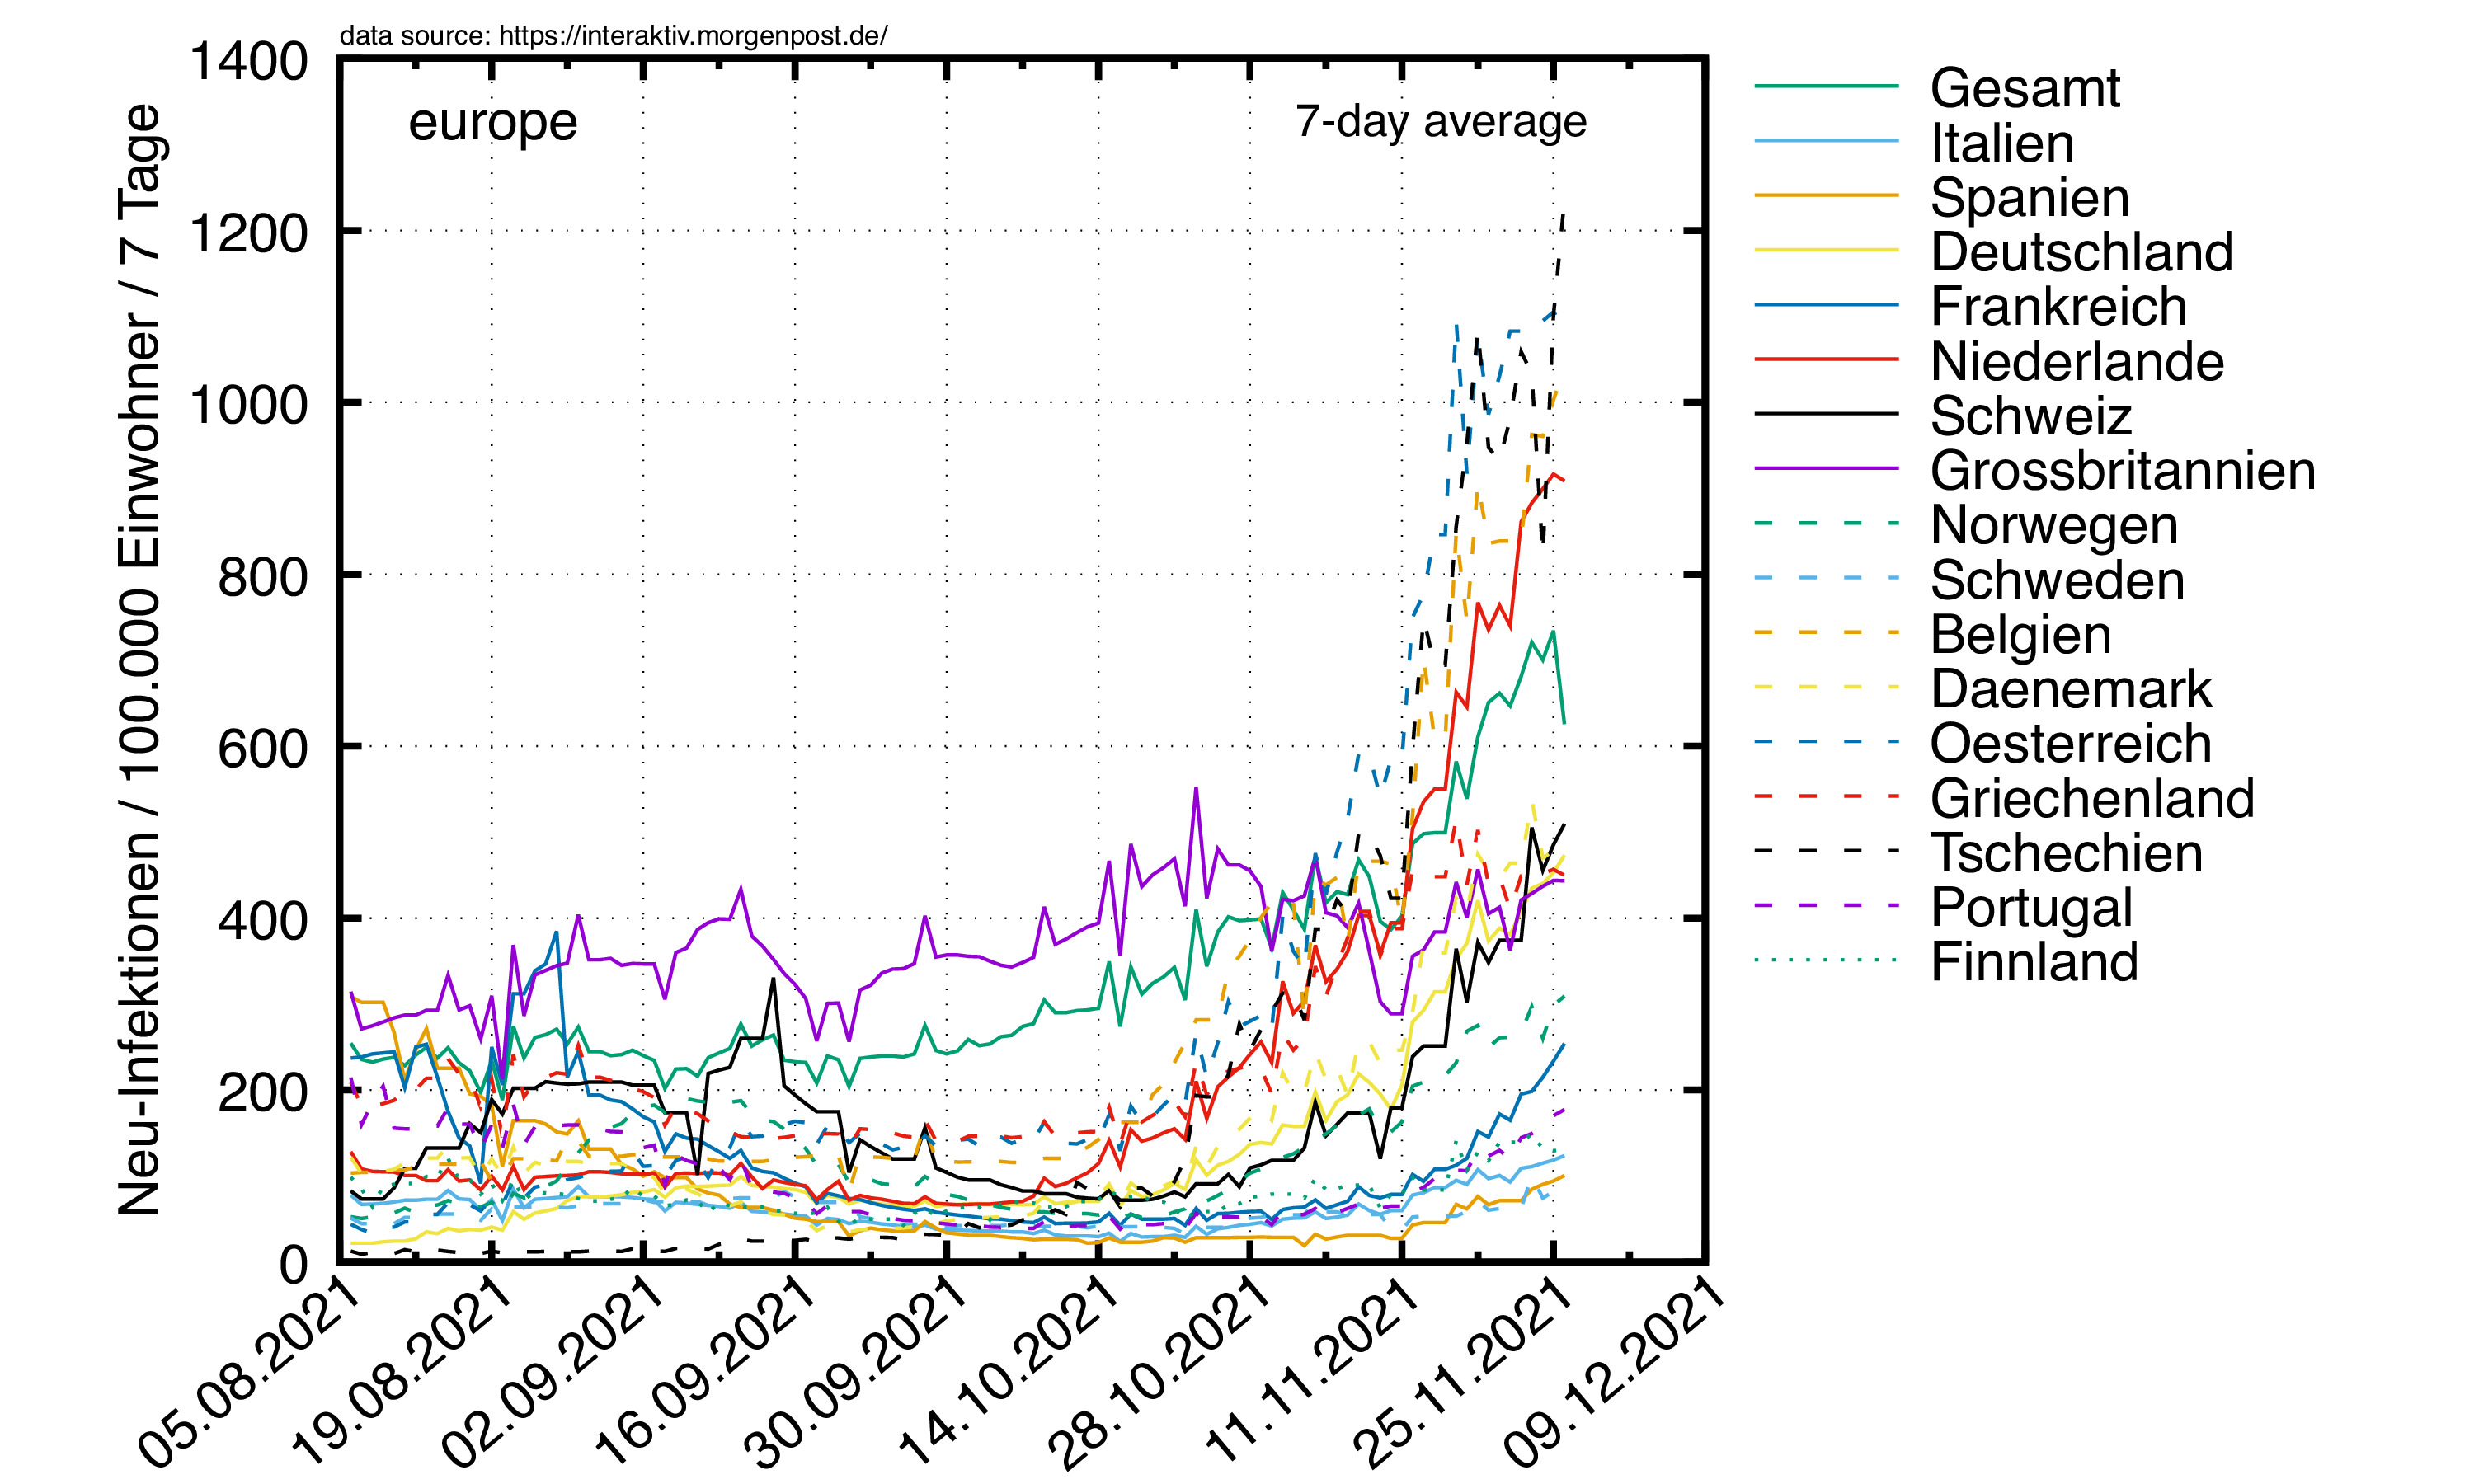 data source: https://interaktiv.morgenpost.de/
europe
7-day average
Neu-Infektionen / 100.000 Einwohner / 7 Tage
1400
1200
1000
800
600
400
200
0
05.08.2021
19.08.2021
02.09.2021
16.09.2021
30.09.2021
14.10.2021
28.10.2021
11.11.2021
25.11.2021
09.12.2021
Gesamt
Italien
Spanien
Deutschland
Frankreich
Niederlande
Schweiz
Grossbritannien
Norwegen
Schweden
Belgien
Daenemark
Oesterreich
Griechenland
Tschechien
Portugal
Finnland